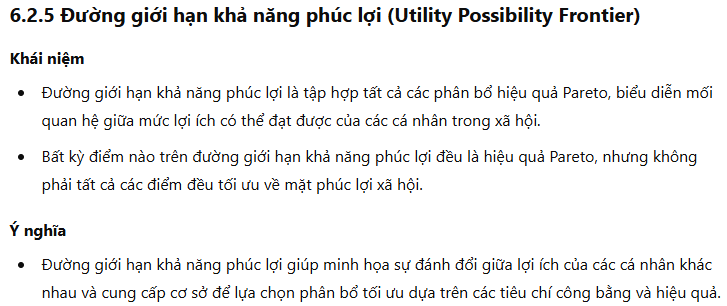 6.2.5 Đường giới hạn khả năng phúc lợi (Utility Possibility Frontier)
Khái niệm
• Đường giới hạn khả năng phúc lợi là tập hợp tất cả các phân bổ hiệu quả Pareto, biểu diễn mối
quan hệ giữa mức lợi ích có thể đạt được của các cá nhân trong xã hội.
• Bất kỳ điểm nào trên đường giới hạn khả năng phúc lợi đều là hiệu quả Pareto, nhưng không
phải tất cả các điểm đều tối ưu về mặt phúc lợi xã hội.
Ý nghĩa
• Đường giới hạn khả năng phúc lợi giúp minh họa sự đánh đổi giữa lợi ích của các cá nhân khác
nhau và cung cấp cơ sở để lựa chọn phân bổ tối ưu dựa trên các tiêu chí công bằng và hiệu quả.